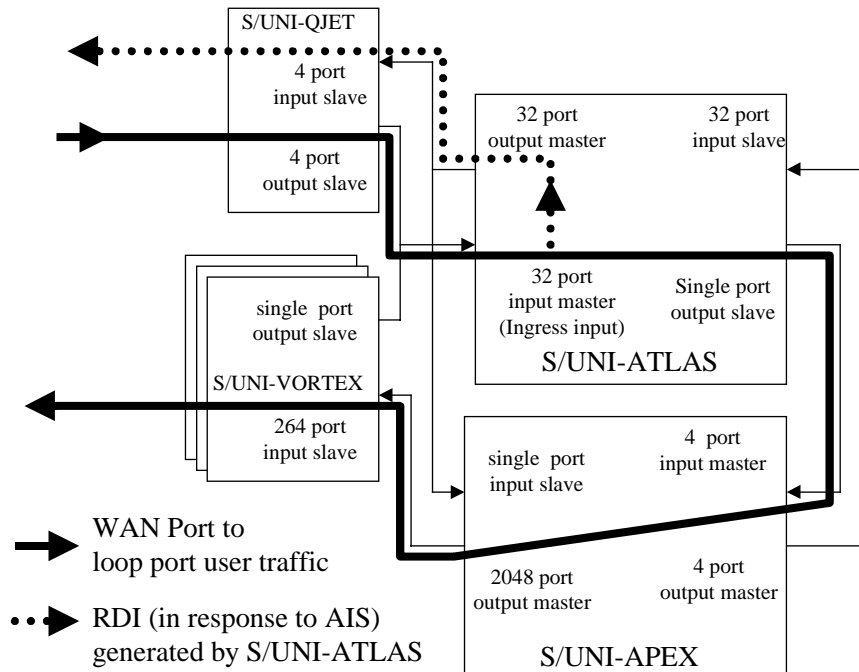 S/UNI-QJET
4 port
input slave
4 port
output slave
32 port
output master
32 port
input slave
32 port
input master
(Ingress input)
Single port
output slave
S/UNI-ATLAS
single port
output slave
S/UNI-VORTEX
264 port
input slave
single port
input slave
4 port
input master
2048 port
output master
4 port
output master
S/UNI-APEX
WAN Port to
loop port user traffic
RDI (in response to AIS)
generated by S/UNI-ATLAS